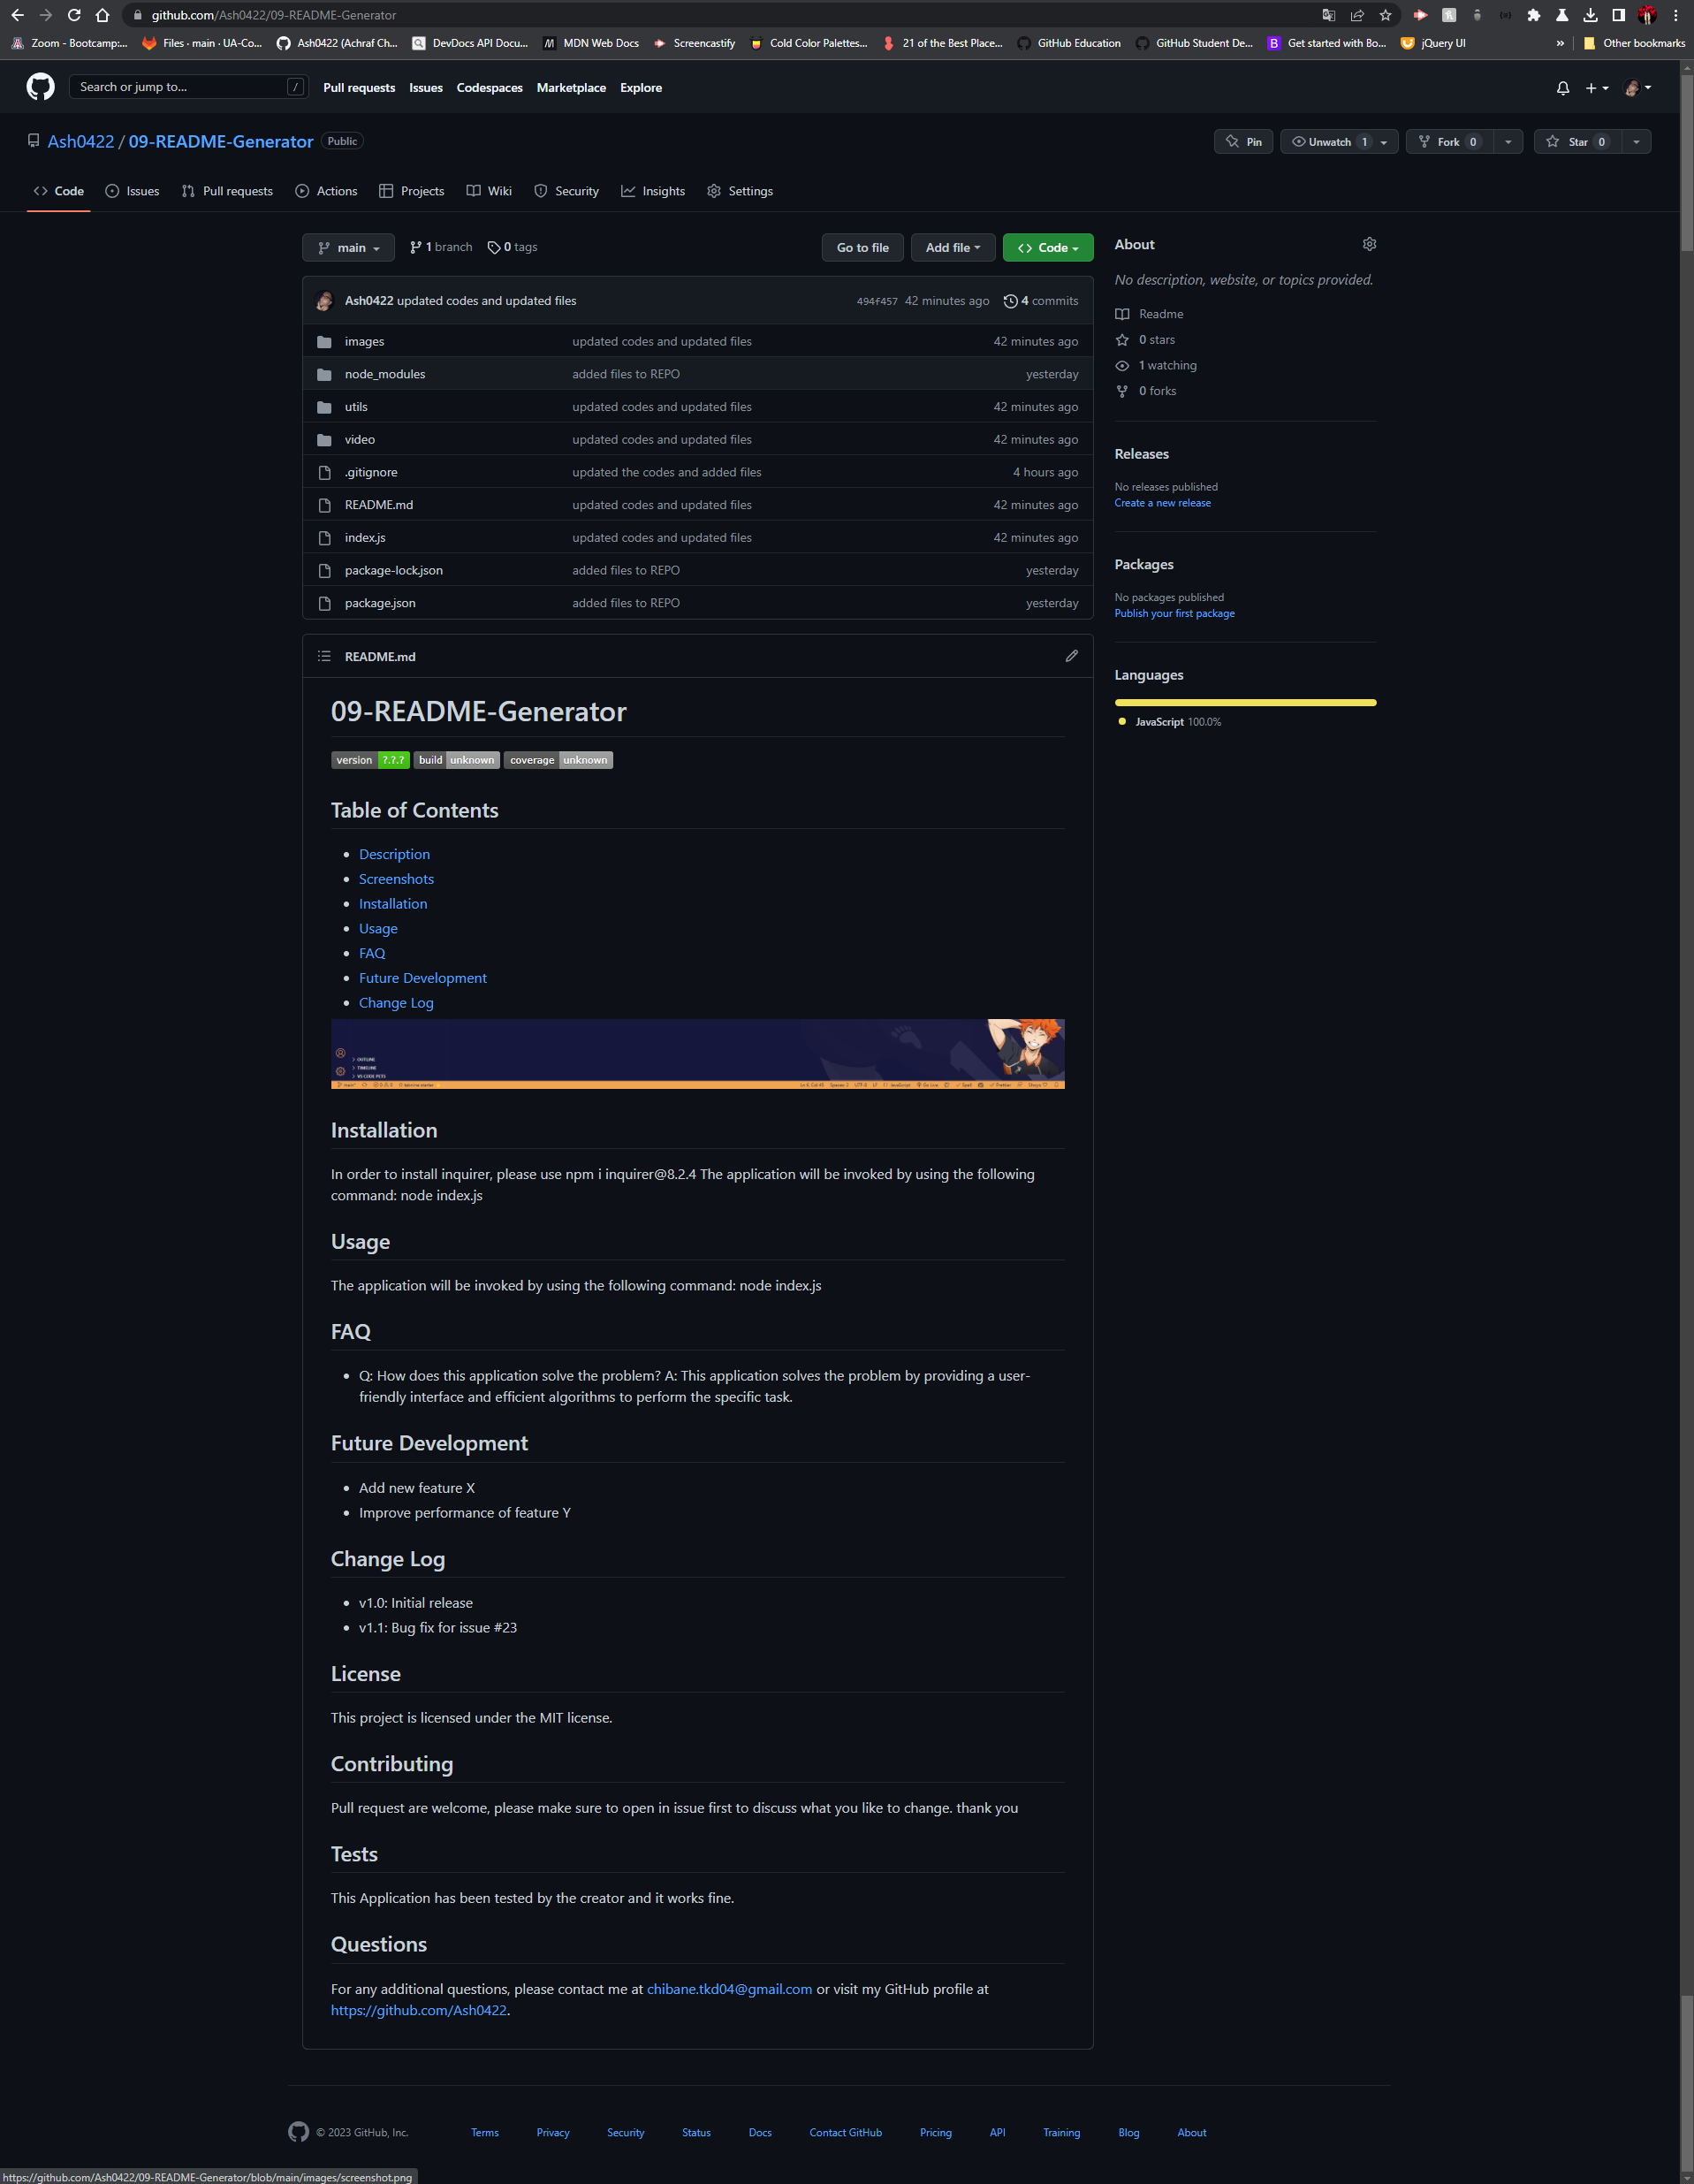 github.com/Ash0422/09-README-Generator
Zoom - Bootcamp:... Files · main · UA-Co... Ash0422 (Achraf Ch... DevDocs API Docu... MDN Web Docs Screencastify Cold Color Palettes... 21 of the Best Place... GitHub Education GitHub Student De... Get started with Bo... jQuery UI » Other bookmarks
Search or jump to... / Pull requests Issues Codespaces Marketplace Explore
Ash0422 / 09-README-Generator Public Pin Unwatch 1 Fork 0 Star 0
Code Issues Pull requests Actions Projects Wiki Security Insights Settings
main 1 branch 0 tags Go to file Add file Code
Ash0422 updated codes and updated files 494f457 42 minutes ago 4 commits
images updated codes and updated files 42 minutes ago
node_modules added files to REPO yesterday
utils updated codes and updated files 42 minutes ago
video updated codes and updated files 42 minutes ago
.gitignore updated the codes and added files 4 hours ago
README.md updated codes and updated files 42 minutes ago
index.js updated codes and updated files 42 minutes ago
package-lock.json added files to REPO yesterday
package.json added files to REPO yesterday
About
No description, website, or topics provided.
Readme
0 stars
1 watching
0 forks
Releases
No releases published
Create a new release
Packages
No packages published
Publish your first package
Languages
JavaScript 100.0%
README.md
09-README-Generator
version ?.?.? build unknown coverage unknown
Table of Contents
Description
Screenshots
Installation
Usage
FAQ
Future Development
Change Log
OUTLINE
TIMELINE
VS CODE PETS
Installation
In order to install inquirer, please use npm i inquirer@8.2.4 The application will be invoked by using the following
command: node index.js
Usage
The application will be invoked by using the following command: node index.js
FAQ
Q: How does this application solve the problem? A: This application solves the problem by providing a user-
friendly interface and efficient algorithms to perform the specific task.
Future Development
Add new feature X
Improve performance of feature Y
Change Log
v1.0: Initial release
v1.1: Bug fix for issue #23
License
This project is licensed under the MIT license.
Contributing
Pull request are welcome, please make sure to open in issue first to discuss what you like to change. thank you
Tests
This Application has been tested by the creator and it works fine.
Questions
For any additional questions, please contact me at chibane.tkd04@gmail.com or visit my GitHub profile at
https://github.com/Ash0422.
© 2023 GitHub, Inc. Terms Privacy Security Status Docs Contact GitHub Pricing API Training Blog About
https://github.com/Ash0422/09-README-Generator/blob/main/images/screenshot.png